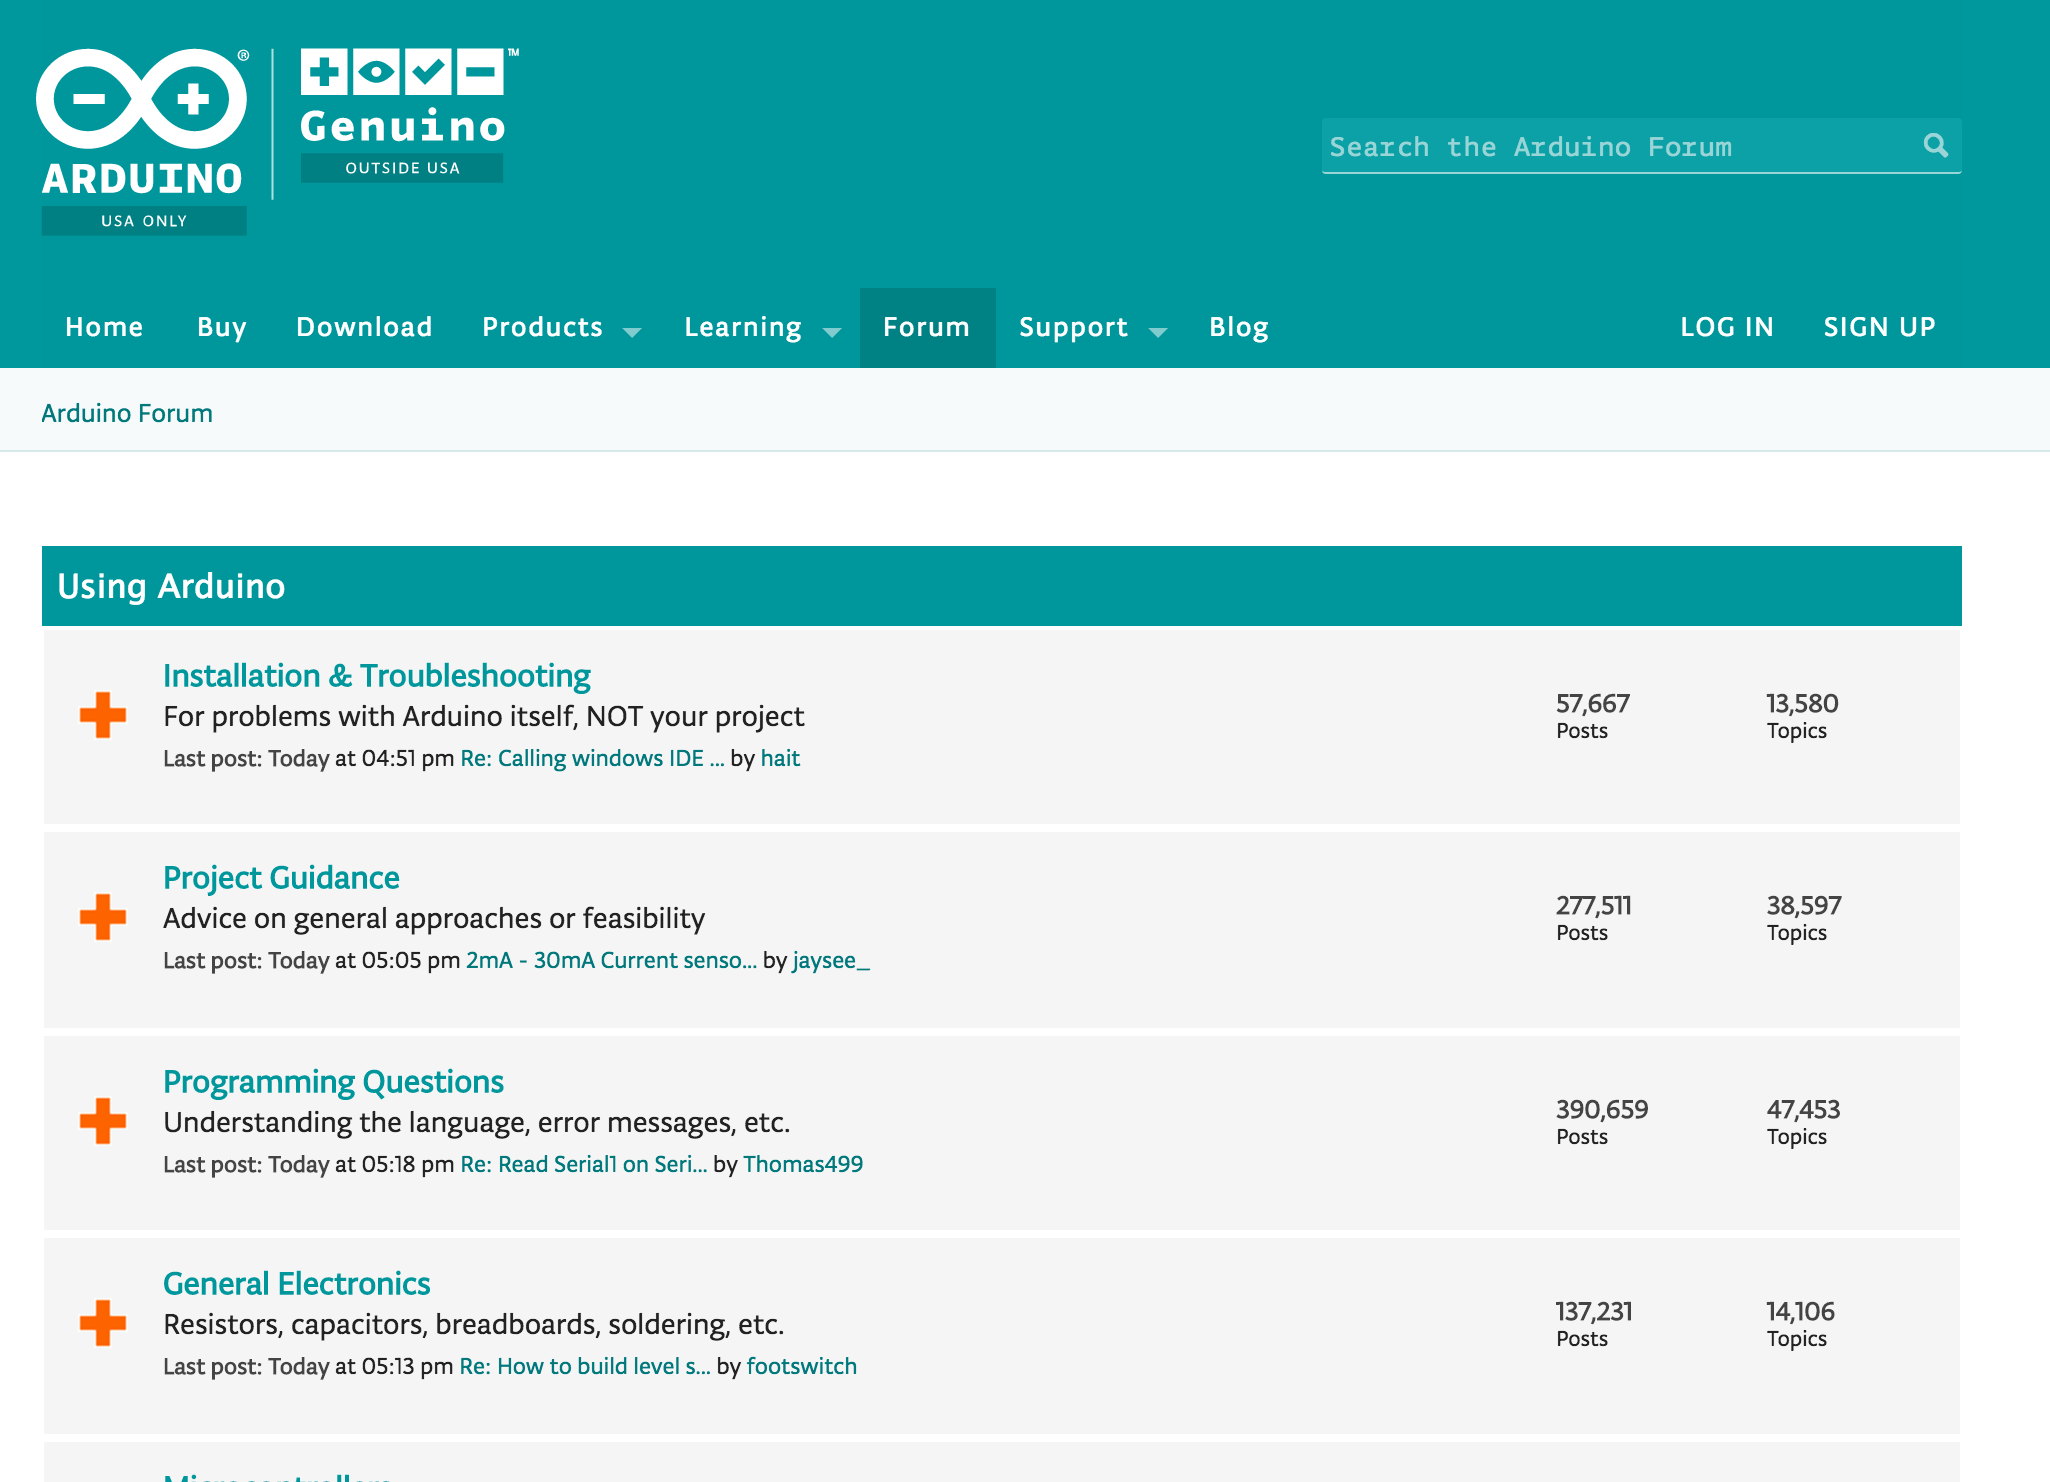 ARDUINO
®
USA ONLY
Genuino
™
OUTSIDE USA
Search the Arduino Forum
Home Buy Download Products Learning Forum Support Blog LOG IN SIGN UP
Arduino Forum
Using Arduino
Installation & Troubleshooting
For problems with Arduino itself, NOT your project
Last post: Today at 04:51 pm Re: Calling windows IDE ... by hait
57,667
Posts
13,580
Topics
Project Guidance
Advice on general approaches or feasibility
Last post: Today at 05:05 pm 2mA - 30mA Current senso... by jaysee_
277,511
Posts
38,597
Topics
Programming Questions
Understanding the language, error messages, etc.
Last post: Today at 05:18 pm Re: Read Serial1 on Seri... by Thomas499
390,659
Posts
47,453
Topics
General Electronics
Resistors, capacitors, breadboards, soldering, etc.
Last post: Today at 05:13 pm Re: How to build level s... by footswitch
137,231
Posts
14,106
Topics
Microcontrollers